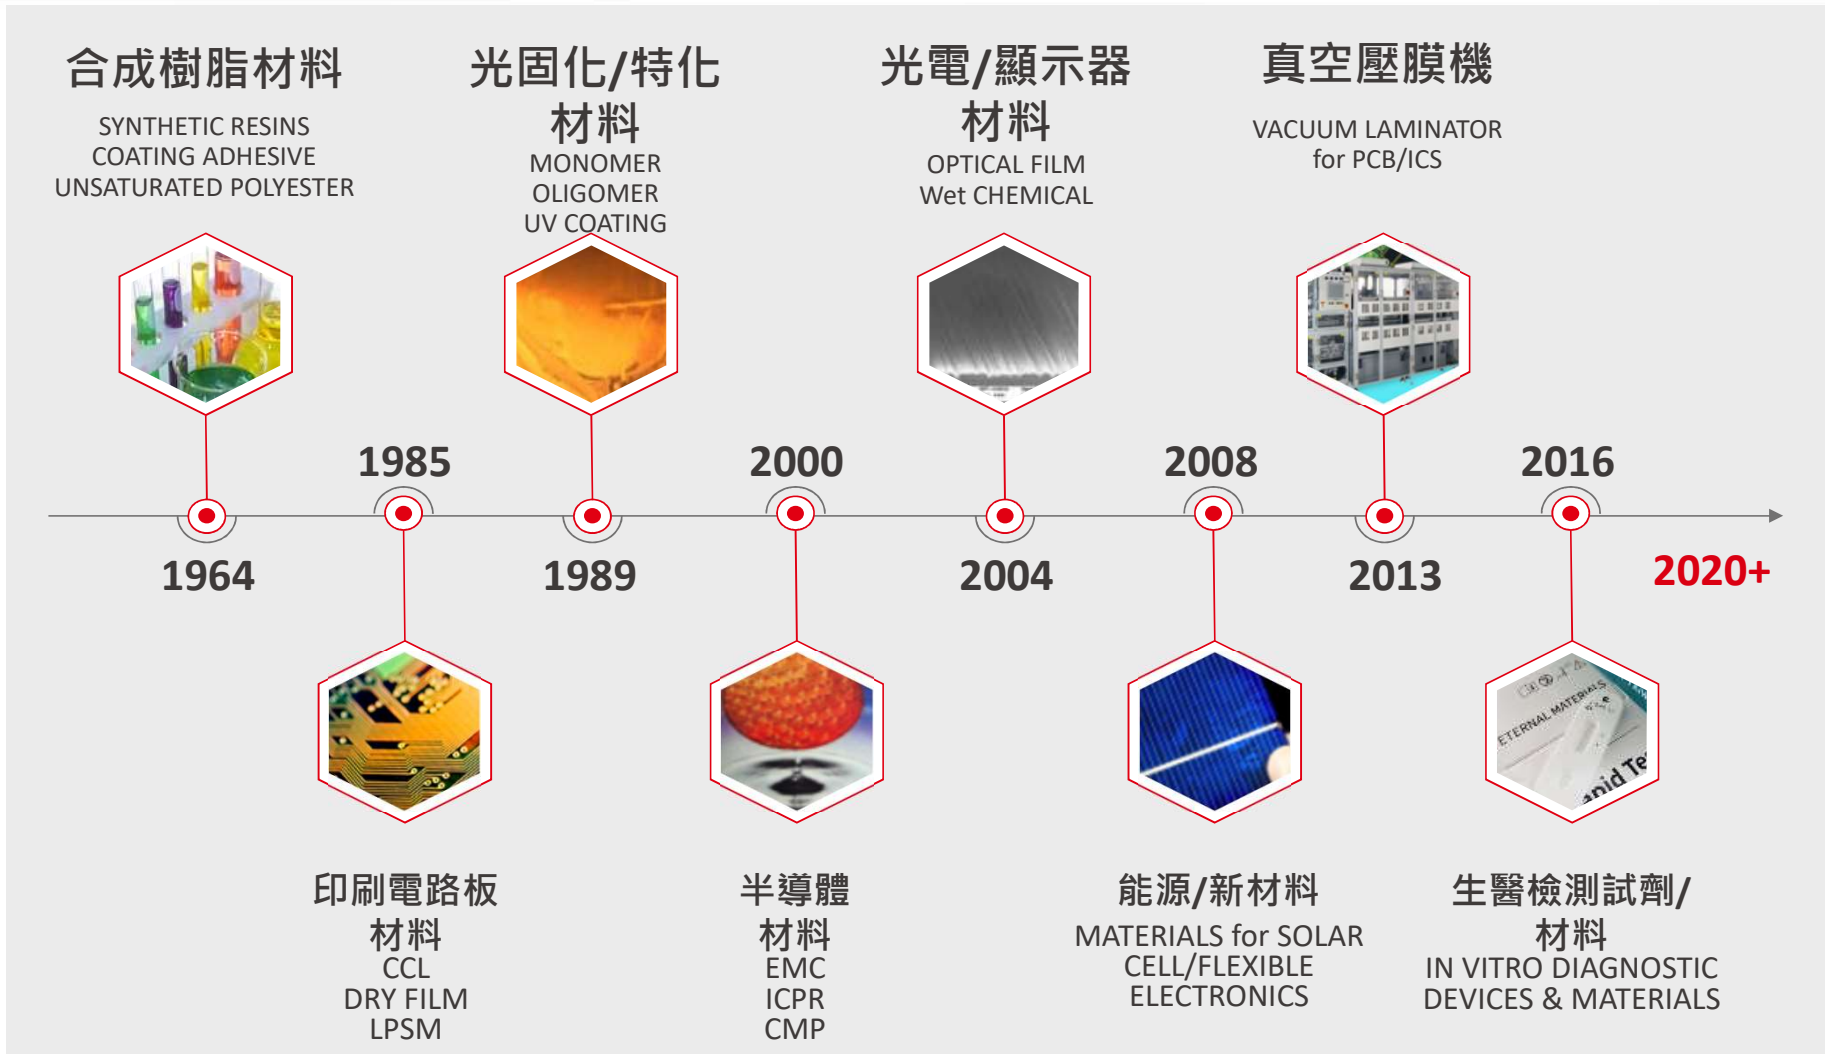 合成樹脂材料
SYNTHETIC RESINS
COATING ADHESIVE
UNSATURATED POLYESTER
光固化/特化
材料
MONOMER
OLIGOMER
UV COATING
光電/顯示器
材料
OPTICAL FILM
Wet CHEMICAL
真空壓膜機
VACUUM LAMINATOR
for PCB/ICS
1985
2000
2008
2016
1964
1989
2004
2013
2020+
ETERNAL MATERIALS
印刷電路板
材料
CCL
DRY FILM
LPSM
半導體
材料
EMC
ICPR
CMP
能源/新材料
MATERIALS for SOLAR
CELL/FLEXIBLE
ELECTRONICS
生醫檢測試劑/
材料
IN VITRO DIAGNOSTIC
DEVICES & MATERIALS